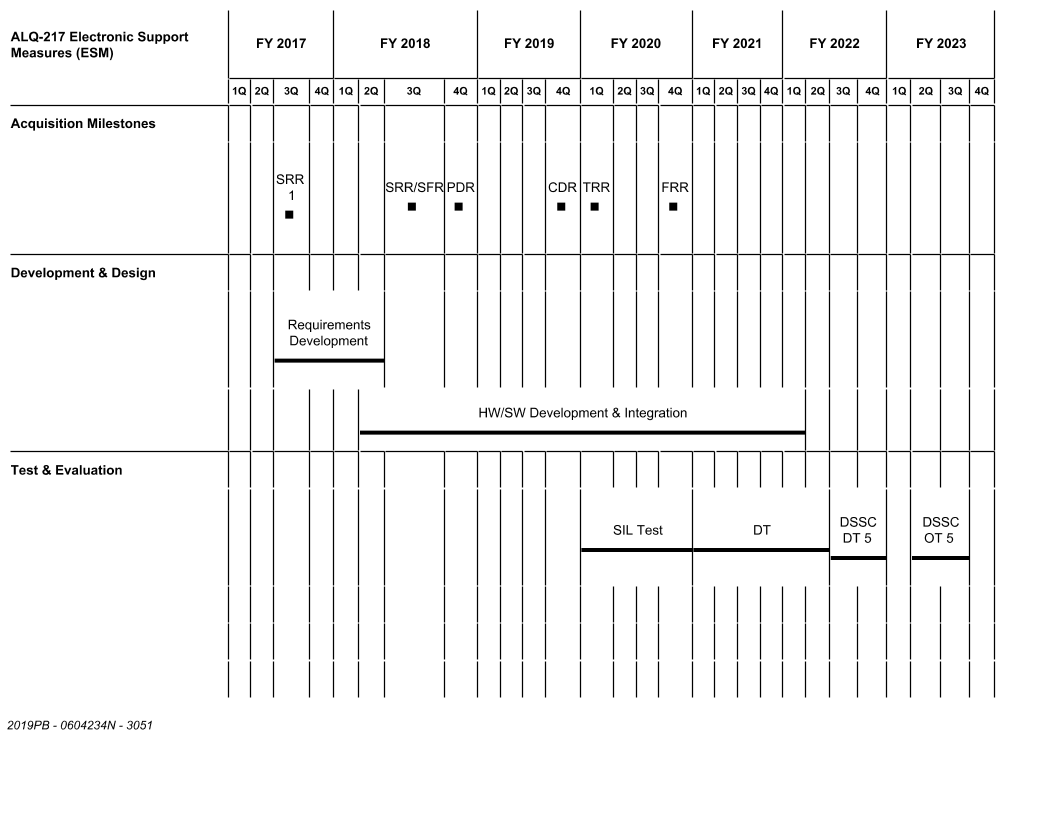 ALQ-217 Electronic Support
Measures (ESM)
FY 2017 FY 2018 FY 2019 FY 2020 FY 2021 FY 2022 FY 2023
1Q 2Q 3Q 4Q 1Q 2Q 3Q 4Q 1Q 2Q 3Q 4Q 1Q 2Q 3Q 4Q 1Q 2Q 3Q 4Q 1Q 2Q 3Q 4Q 1Q 2Q 3Q 4Q
Acquisition Milestones
SRR
1
SRR/SFR PDR CDR TRR FRR
Development & Design
Requirements
Development
HW/SW Development & Integration
Test & Evaluation
SIL Test
DT
DSSC
DT 5
DSSC
OT 5
2019PB - 0604234N - 3051